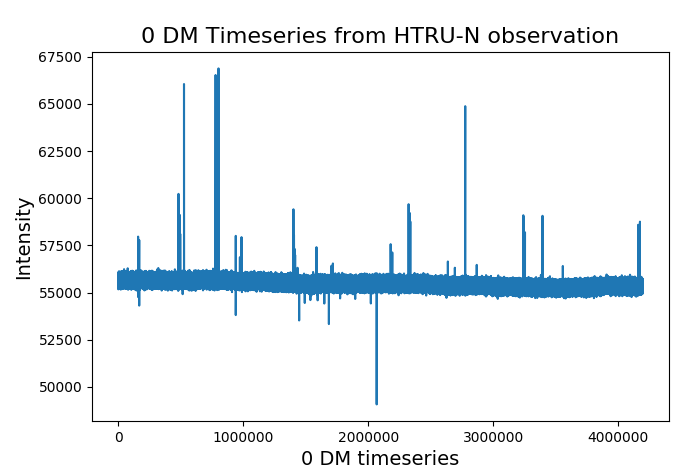 0 DM Timeseries from HTRU-N observation
67500
65000
62500
60000
57500
55000
52500
50000
Intensity
0 1000000 2000000 3000000 4000000
0 DM timeseries